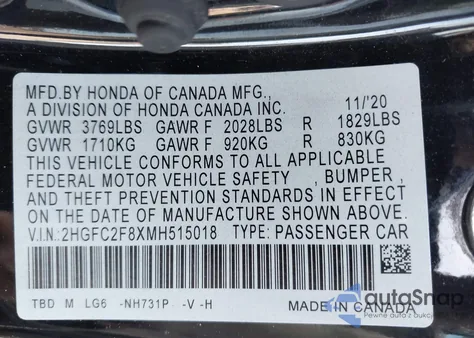 MFD.BY HONDA OF CANADA MFG.,
A DIVISION OF HONDA CANADA INC. 11/'20
GVWR 3769LBS GAWR F 2028LBS R 1829LBS
GVWR 1710KG GAWR F 920KG R 830KG
THIS VEHICLE CONFORMS TO ALL APPLICABLE
FEDERAL MOTOR VEHICLE SAFETY , BUMPER ,
AND THEFT PREVENTION STANDARDS IN EFFECT
ON THE DATE OF MANUFACTURE SHOWN ABOVE.
V.I.N:2HGFC2F8XMH515018 TYPE: PASSENGER CAR
TBD M LG6 -NH731P -V -H MADE IN CANADA
autoSnap
Pewne auto z aukcji